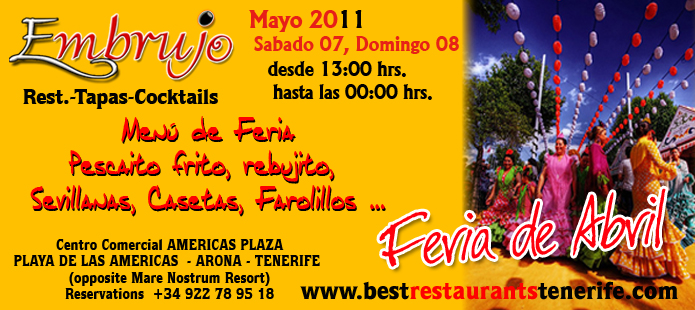 Embrujo
Rest.-Tapas-Cocktails
Mayo 2011
Sabado 07, Domingo 08
desde 13:00 hrs.
hasta las 00:00 hrs.
Menú de Feria
Pescaito frito, rebujito,
Sevillanas, Casetas, Farolillos ...
Feria de Abril
Centro Comercial AMERICAS PLAZA
PLAYA DE LAS AMERICAS - ARONA - TENERIFE
(opposite Mare Nostrum Resort)
Reservations +34 922 78 95 18
www.bestrestaurantstenerife.com